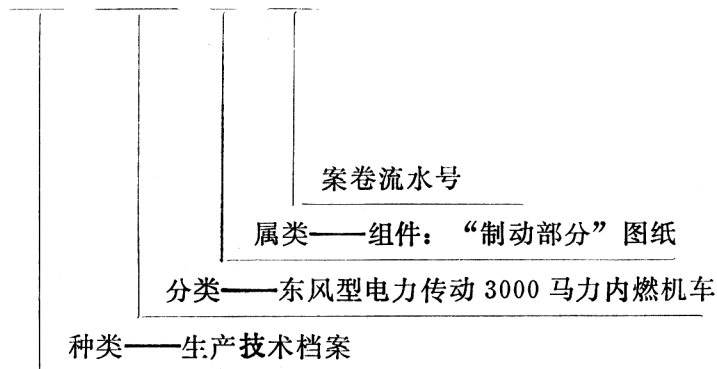 案卷流水号
属类——组件：“制动部分”图纸
分类——东风型电力传动 3000 马力内燃机车
种类——生产技术档案